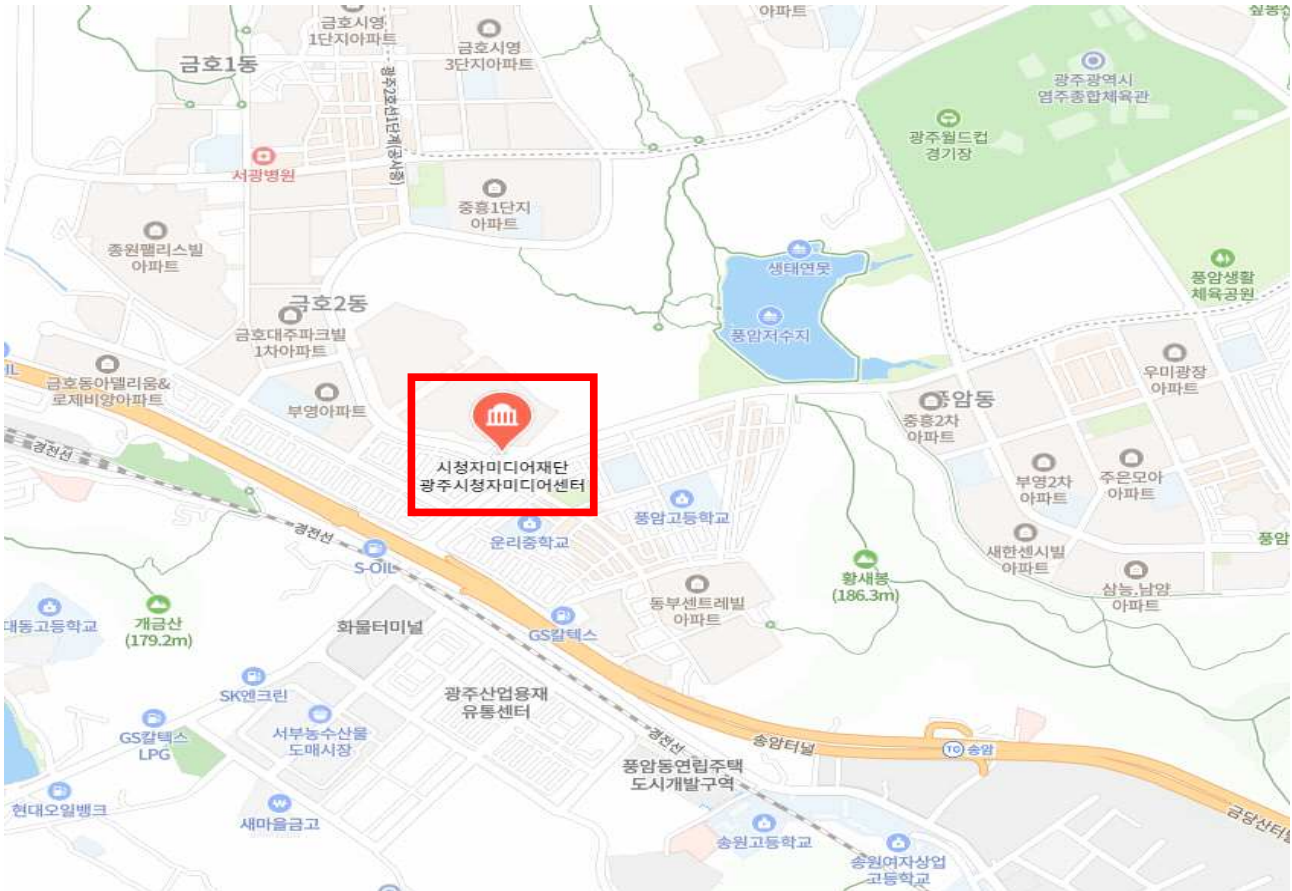 아파트
금호시영
1단지아파트
금호시영
3단지아파트
금호1동
광주2호선1단계(공사중)
광주광역시
염주종합체육관
광주월드컵
경기장
서광병원
중흥1단지
아파트
종원팰리스빌
아파트
생태연못
풍암생활
체육공원
금호2동
금호대주파크빌
1차아파트
풍암저수지
우미광장
아파트
금호동아델리움&
로제비앙아파트
부영아파트
풍암동
중흥2차
아파트
경전선
시청자미디어재단
광주시청자미디어센터
부영2차
아파트
주은모아
아파트
풍암고등학교
운리중학교
경전선
S-OIL
새한센시빌
아파트
풍암
황새봉
(186.3m)
삼능.남양
아파트
동부센트레빌
아파트
대동고등학교
개금산
(179.2m)
화물터미널
GS칼텍스
SK엔크린
광주산업용재
유통센터
GS칼텍스
LPG
서부농수산물
도매시장
경전선
송암터널
TG 송암
풍암동연립주택
도시개발구역
현대오일뱅크
새마을금고
금당산터널
송원고등학교
송원여자상업
고등학교